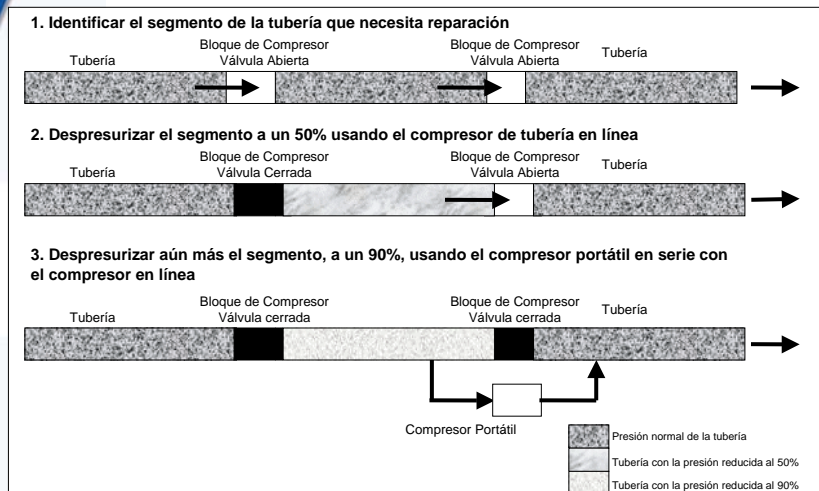 1. Identificar el segmento de la tubería que necesita reparación
Tubería
Bloque de Compresor
Válvula Abierta
Bloque de Compresor
Válvula Abierta
Tubería
2. Despresurizar el segmento a un 50% usando el compresor de tubería en línea
Tubería
Bloque de Compresor
Válvula Cerrada
Bloque de Compresor
Válvula Abierta
Tubería
3. Despresurizar aún más el segmento, a un 90%, usando el compresor portátil en serie con
el compresor en línea
Tubería
Bloque de Compresor
Válvula cerrada
Bloque de Compresor
Válvula cerrada
Tubería
Compresor Portátil
Presión normal de la tubería
Tubería con la presión reducida al 50%
Tubería con la presión reducida al 90%